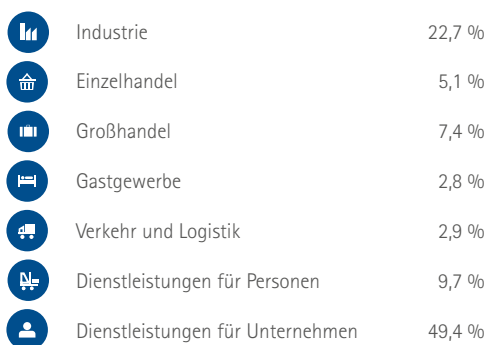 Industrie 22,7 %
Einzelhandel 5,1 %
Großhandel 7,4 %
Gastgewerbe 2,8 %
Verkehr und Logistik 2,9 %
Dienstleistungen für Personen 9,7 %
Dienstleistungen für Unternehmen 49,4 %